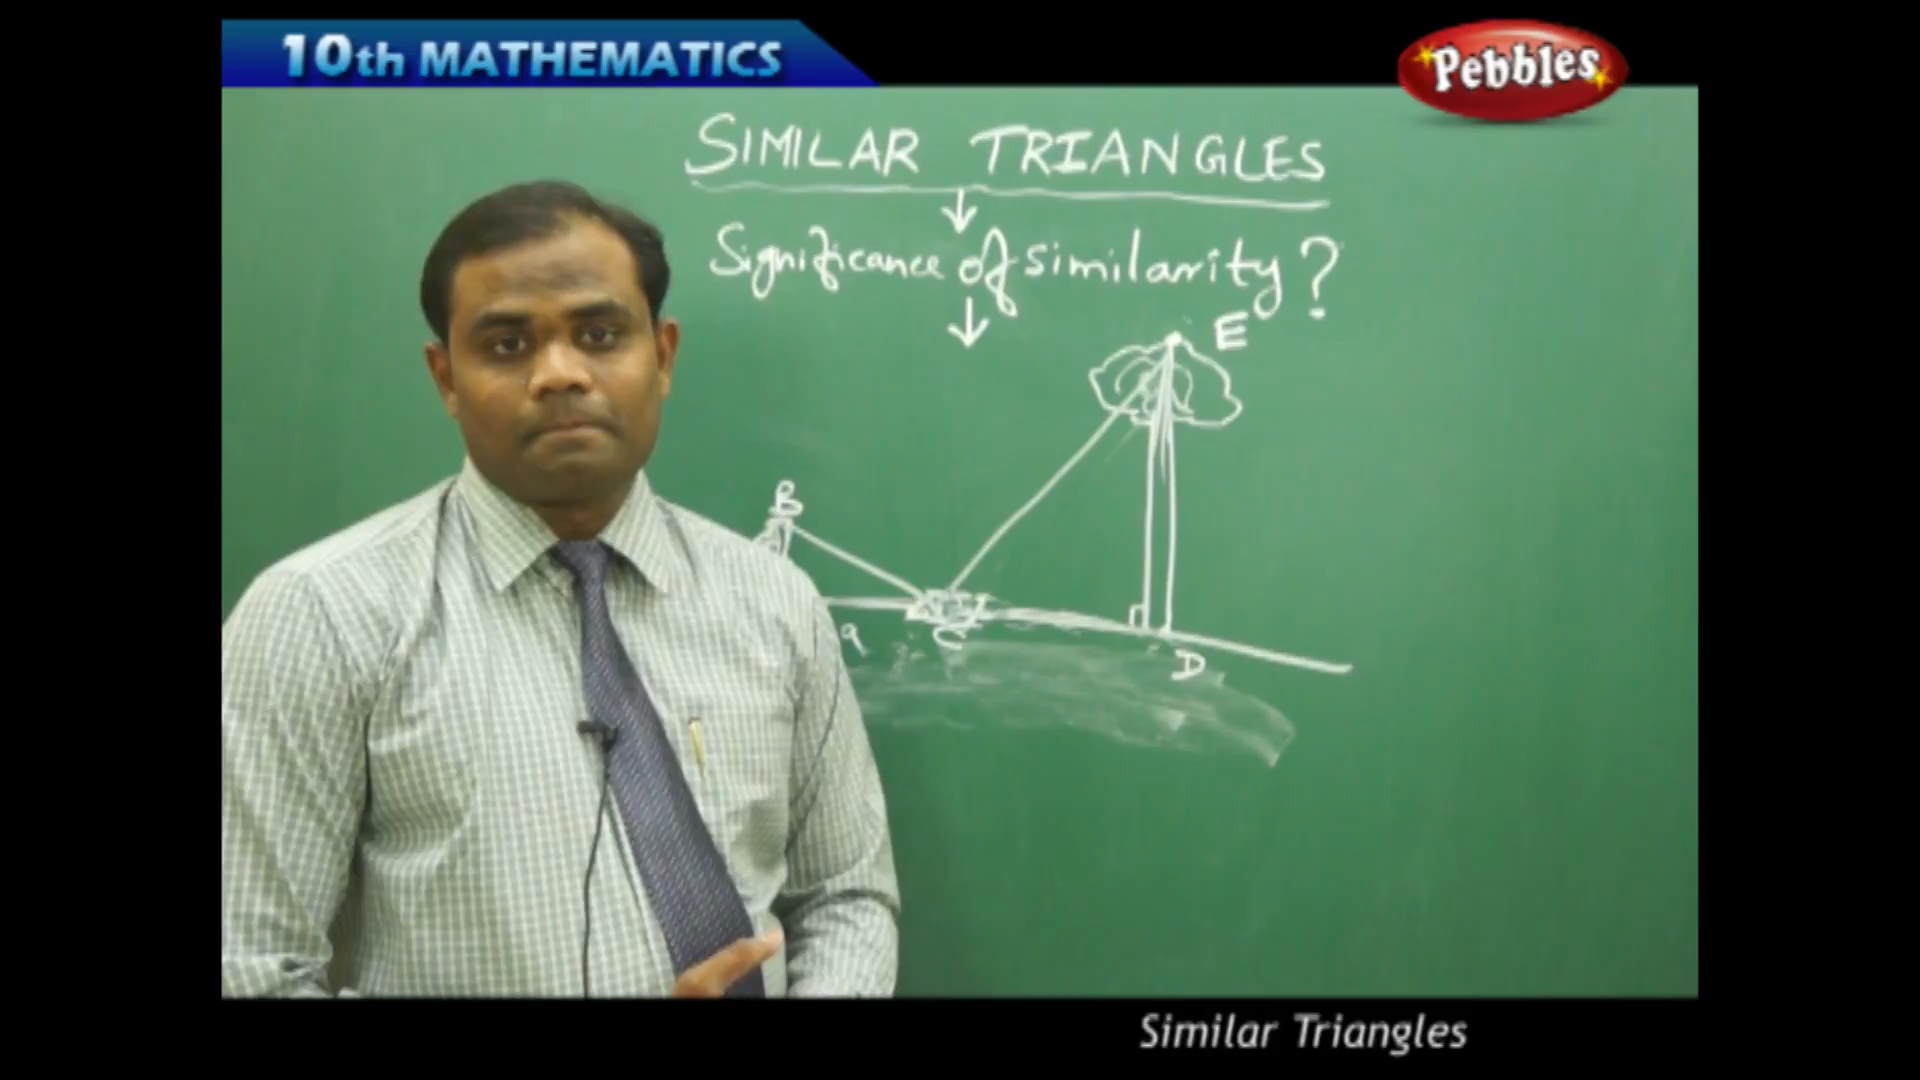 10th MATHEMATICS
Pebbles
SIMILAR TRIANGLES
Significance of similarity?
E
B
C
D
Similar Triangles